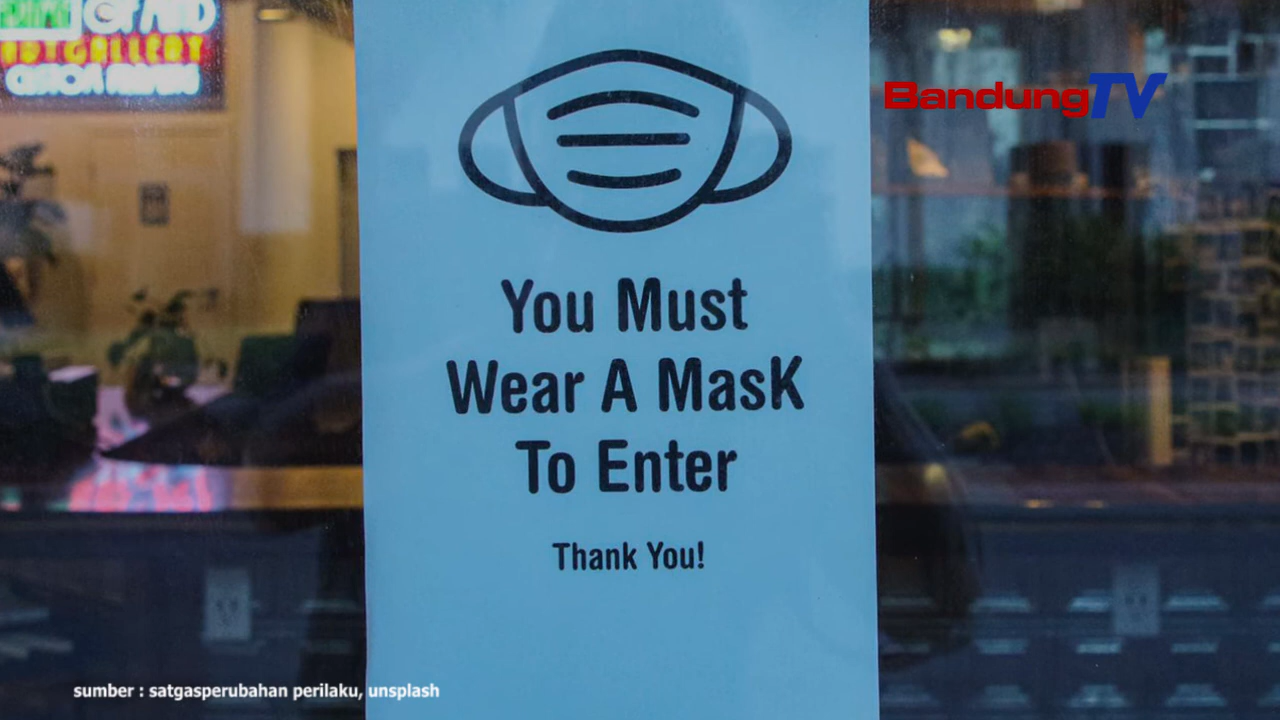 BandungTV
You Must
Wear A MasK
To Enter
Thank You!
sumber : satgasperubahan perilaku, unsplash